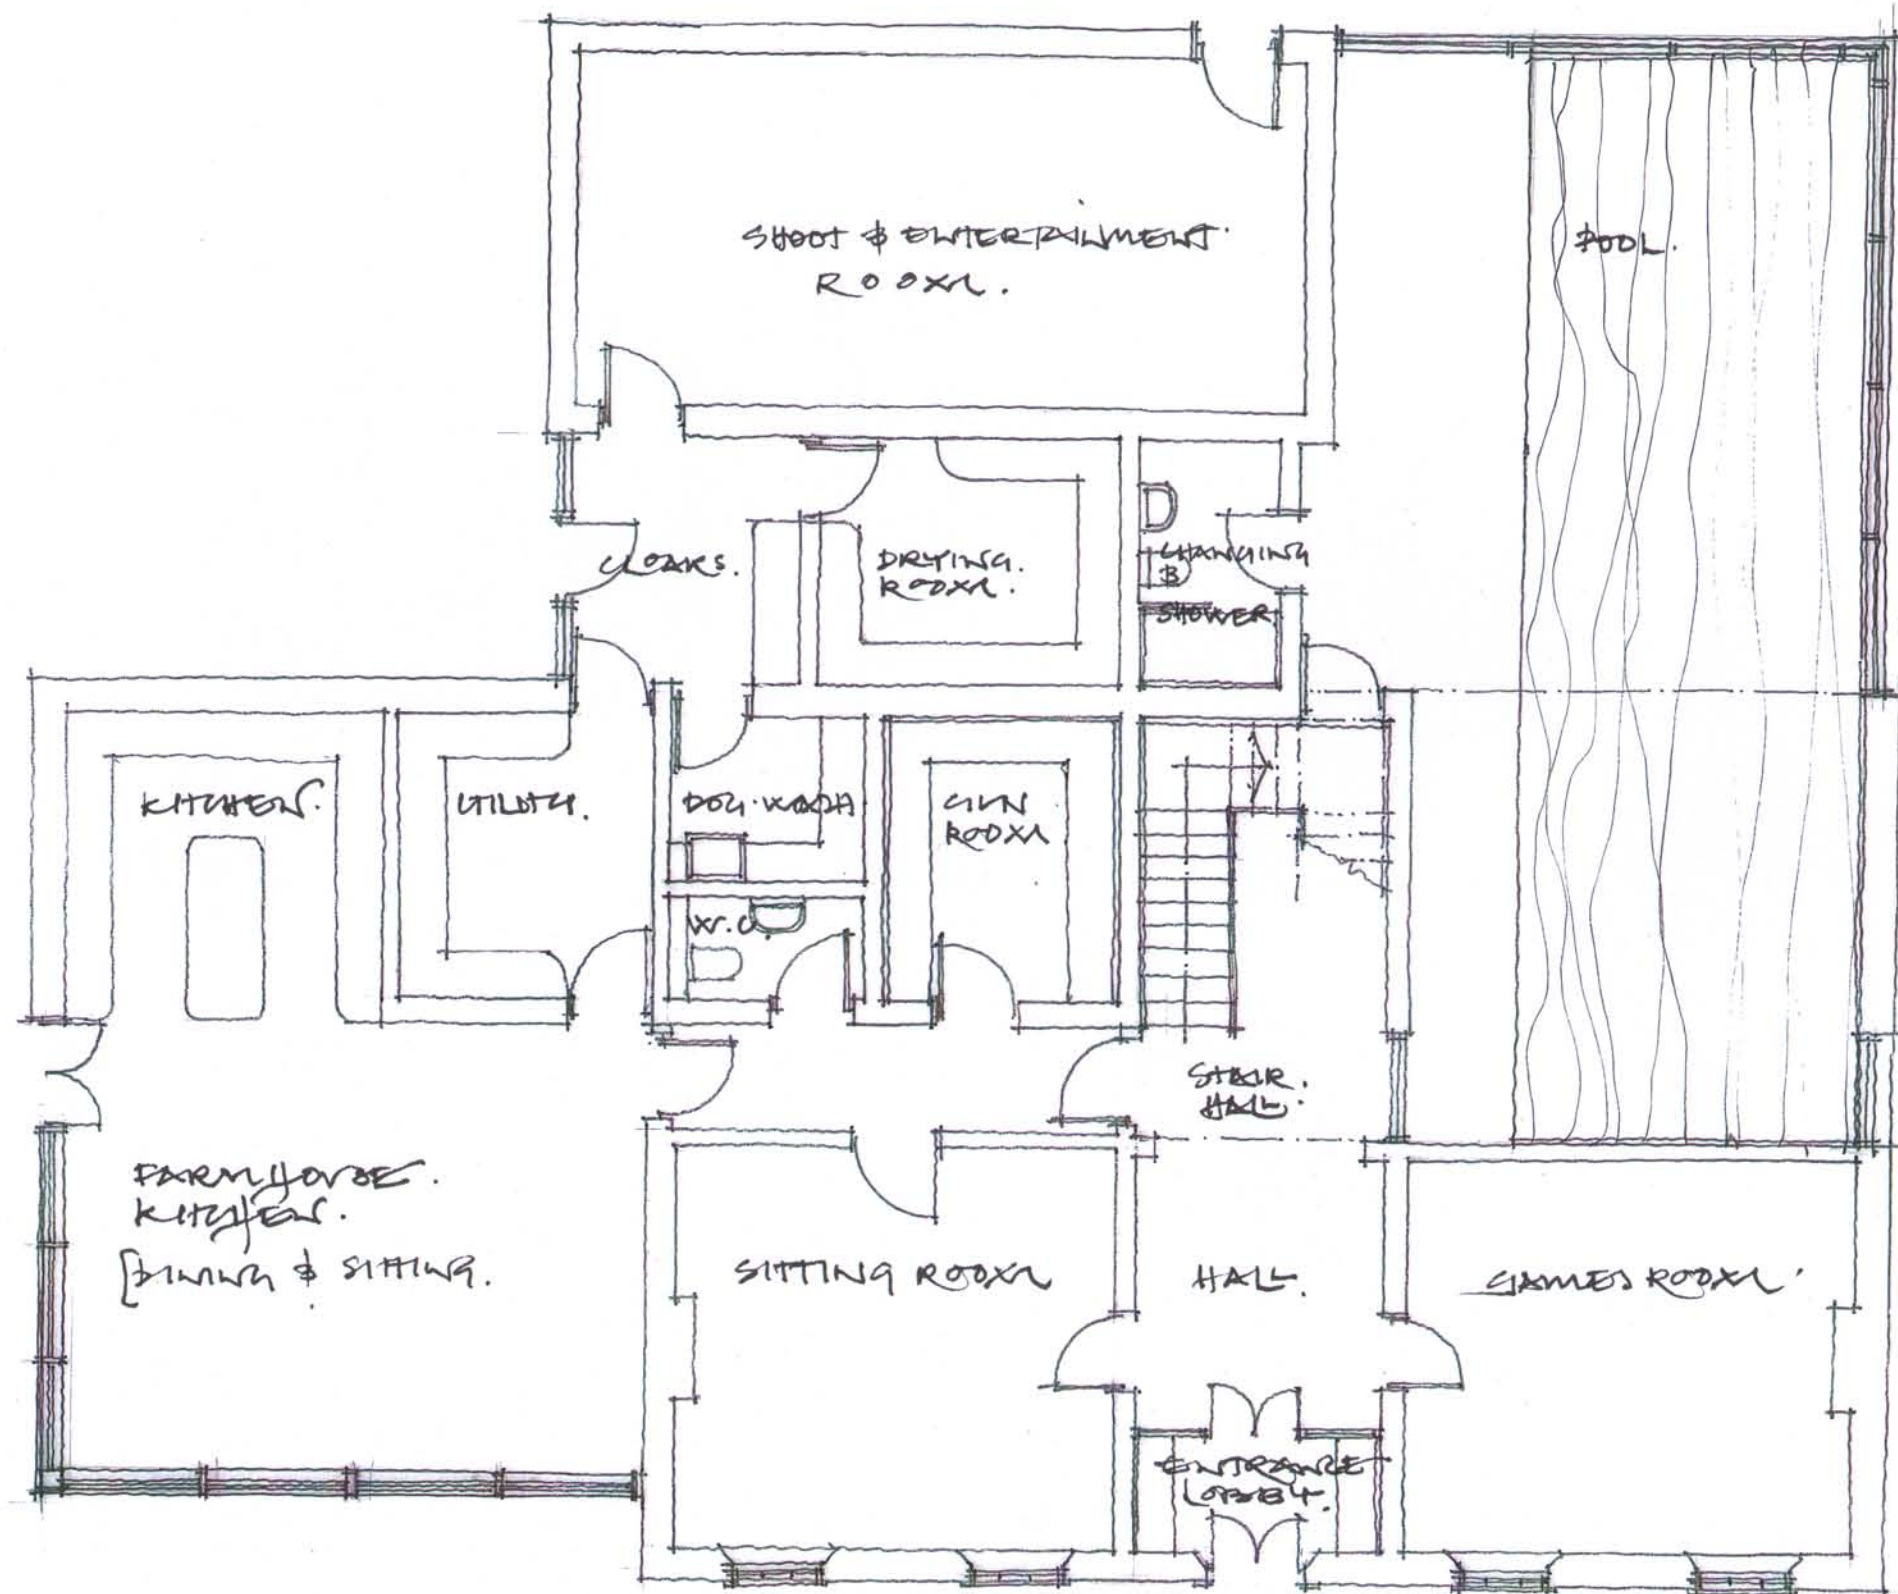 SHOOT & ENTERTAINMENT
ROOM.
POOL.
CLOAKS.
DRYING.
ROOM.
CHANGING
&
SHOWER
KITCHEN.
UTILITY.
DOG WASH
GUN
ROOM
W.C.
STAIR.
HALL.
FARMHOUSE.
KITCHEN.
[DINING & SITTING.
SITTING ROOM
HALL.
GAMES ROOM.
ENTRANCE
LOBBY.